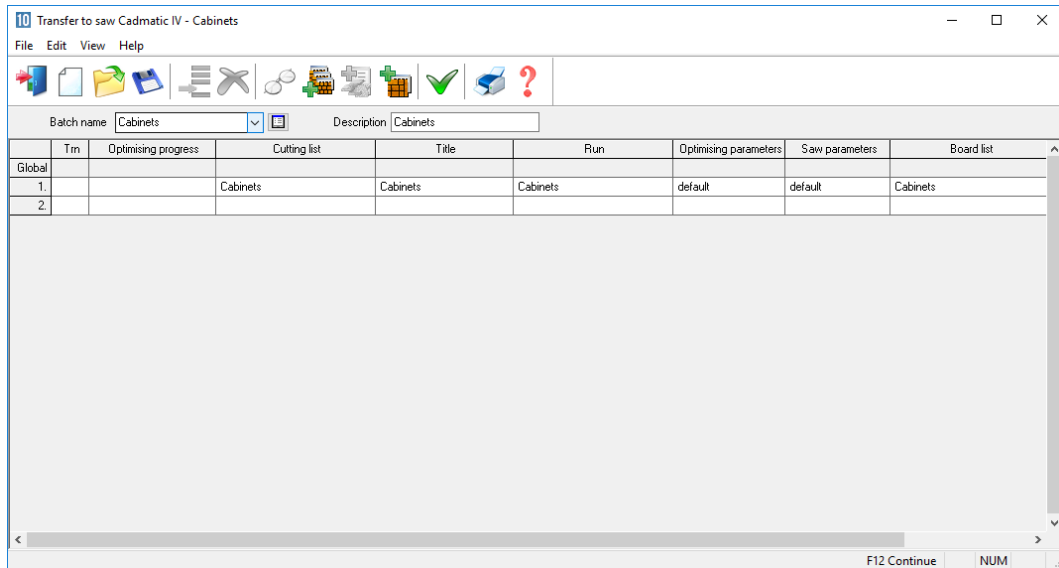 10 Transfer to saw Cadmatic IV - Cabinets
File Edit View Help
?
Batch name Cabinets Description Cabinets
Trn Optimising progress Cutting list Title Run Optimising parameters Saw parameters Board list
Global
1. Cabinets Cabinets Cabinets default default Cabinets
2.
F12 Continue NUM